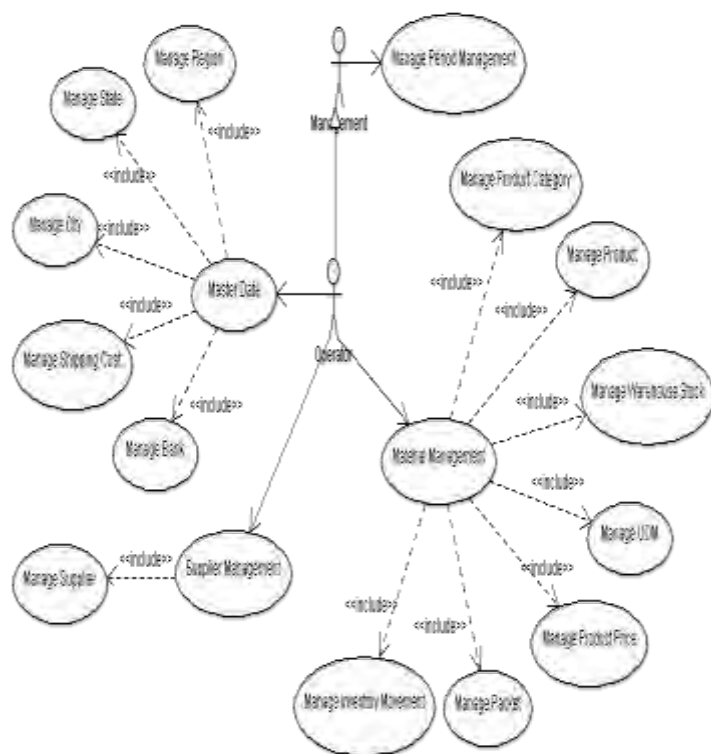 Manage Region
Manage Period Management
Manage State
Management
<<include>>
<<include>>
Manage Product Category
Manage City
<<include>>
Manage Product
Master Data
<<include>>
<<include>>
<<include>>
Operator
Manage Shipping Cost
Manage Warehouse Stock
<<include>>
<<include>>
Manage Bank
Material Management
<<include>>
Manage UOM
<<include>>
Supplier Management
<<include>>
Manage Supplier
<<include>>
<<include>>
Manage Product Price
Manage Inventory Movement
Manage Packet